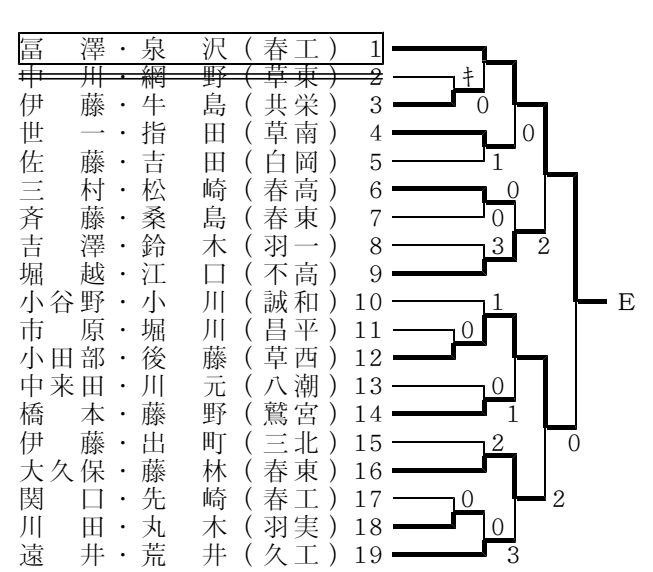 冨澤・泉沢(春工) 1
中川・網野(草東) 2 キ
伊藤・牛島(共栄) 3 0
世一・指田(草南) 4 0
佐藤・吉田(白岡) 5 1
三村・松崎(春高) 6 0
斉藤・桑島(春東) 7 0
吉澤・鈴木(羽一) 8 3 2
堀越・江口(不高) 9
小谷野・小川(誠和) 10 1 E
市原・堀川(昌平) 11 0
小田部・後藤(草西) 12
中来田・川元(八潮) 13 0
橋本・藤野(鷲宮) 14 1
伊藤・出町(三北) 15 2 0
大久保・藤林(春東) 16
関口・先崎(春工) 17 0 2
川田・丸木(羽実) 18 0
遠井・荒井(久工) 19 3